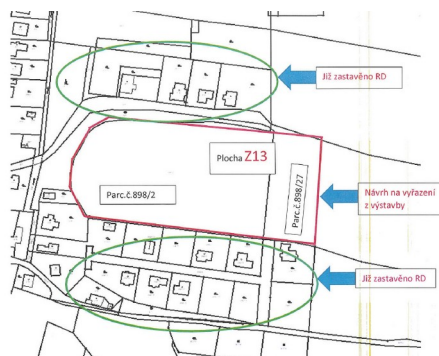 Již zastavěno RD
Plocha Z13
Parc.č.898/27
Parc.č.898/2
Návrh na vyřazení
z výstavby
Již zastavěno RD